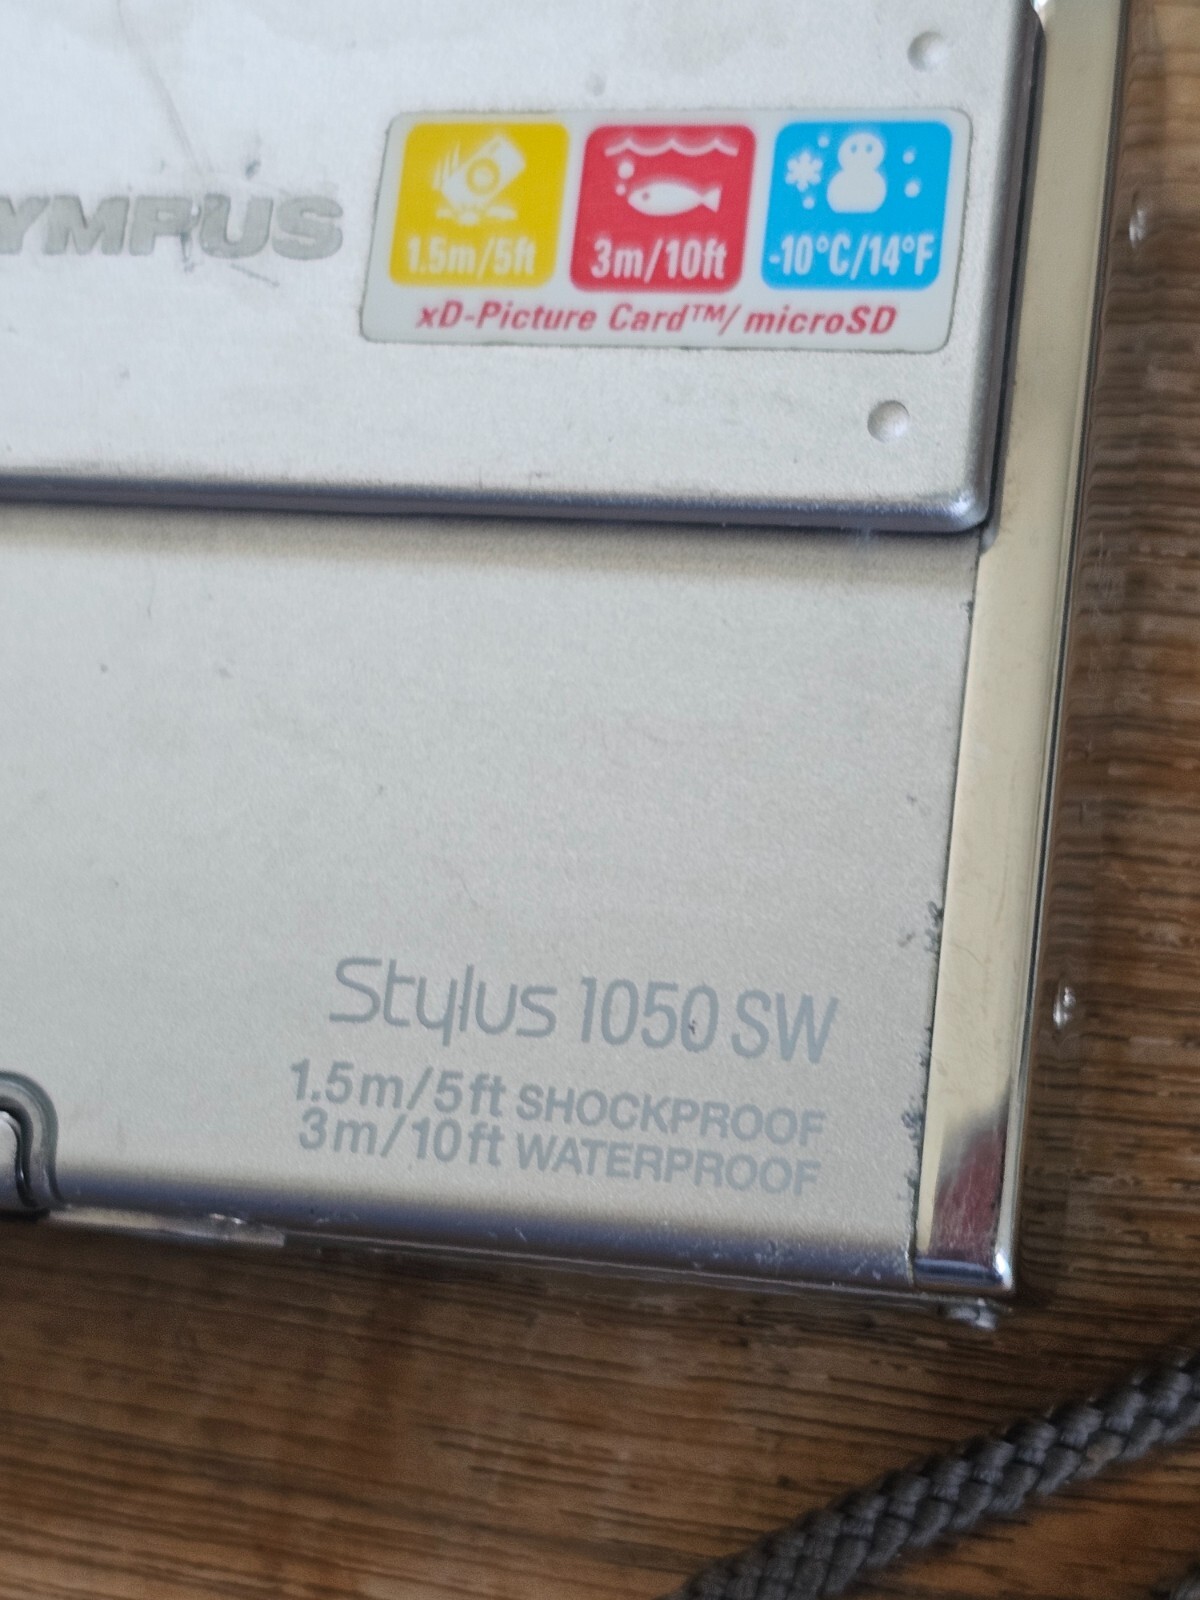 YMPUS
1.5m/5ft
3m/10ft
-10°C/14°F
xD-Picture Card™/ microSD
Stylus 1050 SW
1.5m/5ft SHOCKPROOF
3m/10ft WATERPROOF